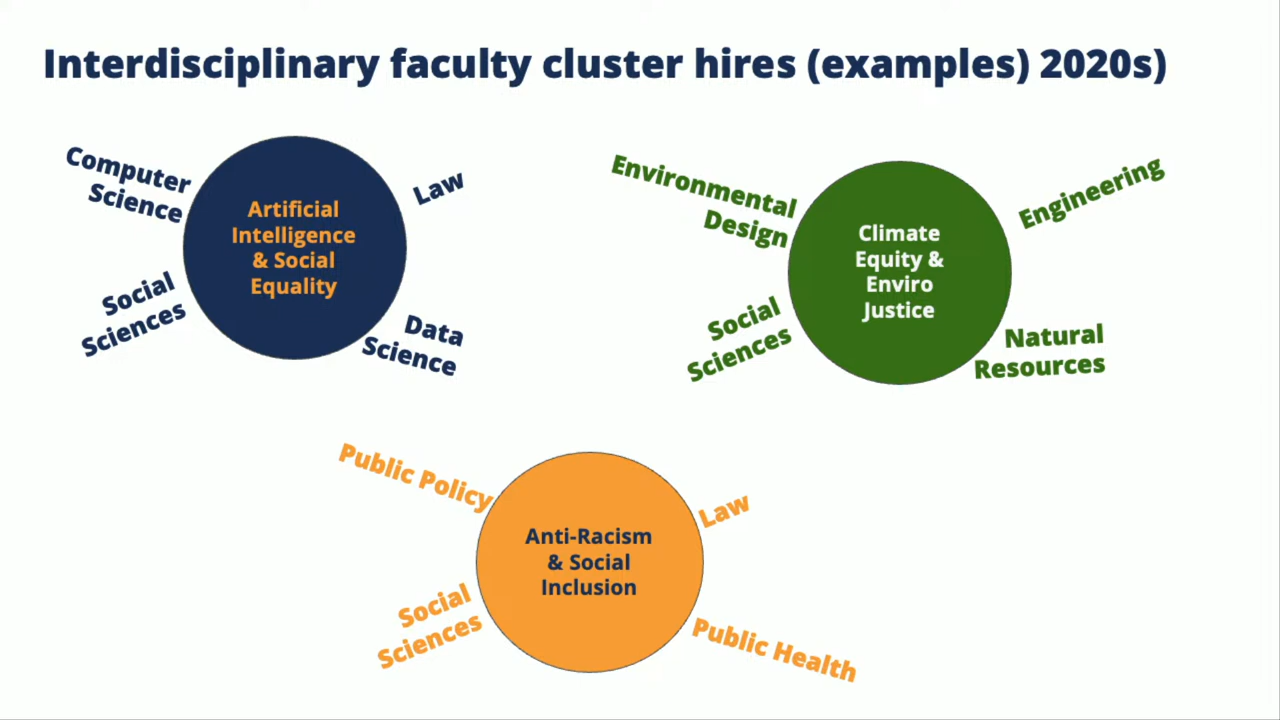 Interdisciplinary faculty cluster hires (examples) 2020s)
Computer
Science
Law
Artificial
Intelligence
& Social
Equality
Social
Sciences
Data
Science
Environmental
Design
Engineering
Climate
Equity &
Enviro
Justice
Social
Sciences
Natural
Resources
Public Policy
Law
Anti-Racism
& Social
Inclusion
Social
Sciences
Public Health